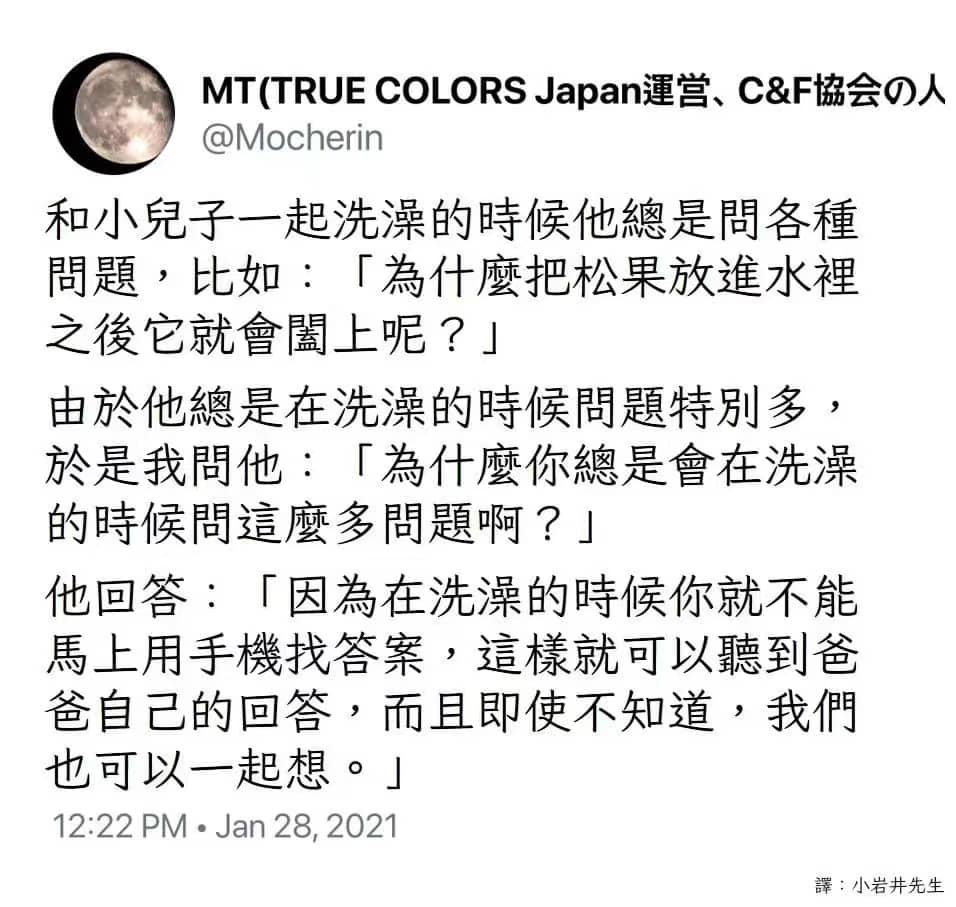 MT(TRUE COLORS Japan運営、C&F協会の人
@Mocherin
和小兒子一起洗澡的時候他總是問各種
問題，比如：「為什麼把松果放進水裡
之後它就會闔上呢？」
由於他總是在洗澡的時候問題特別多，
於是我問他：「為什麼你總是會在洗澡
的時候問這麼多問題啊？」
他回答：「因為在洗澡的時候你就不能
馬上用手機找答案，這樣就可以聽到爸
爸自己的回答，而且即使不知道，我們
也可以一起想。」
12:22 PM • Jan 28, 2021
譯：小岩井先生